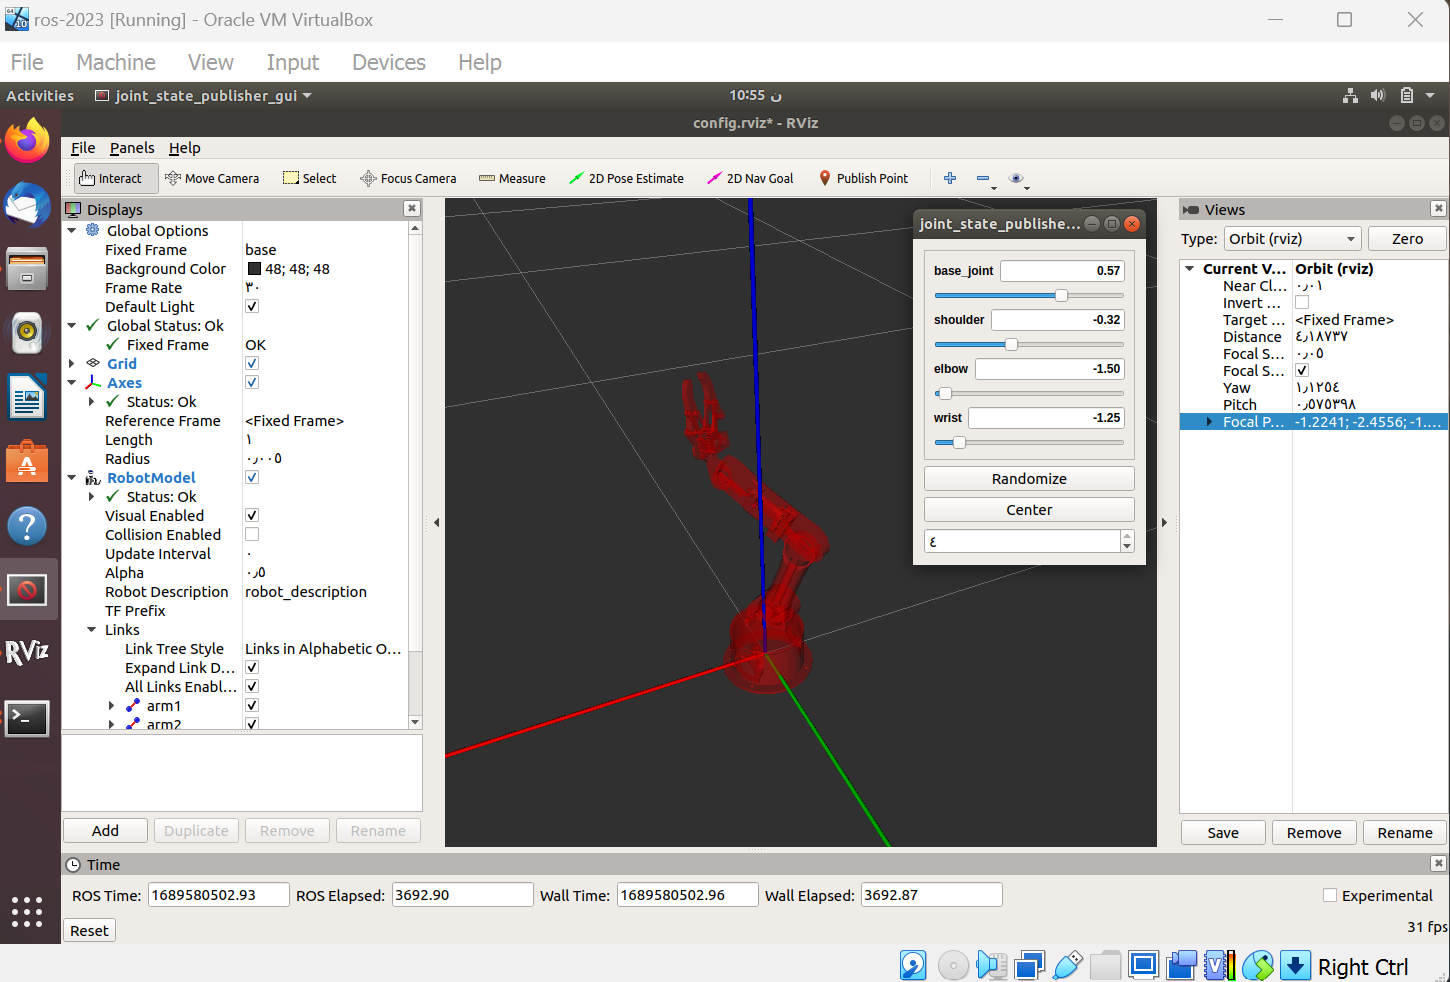 ros-2023 [Running] - Oracle VM VirtualBox
File Machine View Input Devices Help
Activities joint_state_publisher_gui 10:55 ن
config.rviz* - RViz
File Panels Help
Interact Move Camera Select Focus Camera Measure 2D Pose Estimate 2D Nav Goal Publish Point
Displays
Global Options
Fixed Frame base
Background Color 48; 48; 48
Frame Rate ٣٠
Default Light
Global Status: Ok
Fixed Frame OK
Grid
Axes
Status: Ok
Reference Frame <Fixed Frame>
Length ١
Radius ٠٫٠٠٥
RobotModel
Status: Ok
Visual Enabled
Collision Enabled
Update Interval ٠
Alpha ٠٫٥
Robot Description robot_description
TF Prefix
Links
Link Tree Style Links in Alphabetic O...
Expand Link D...
All Links Enabl...
arm1
arm2
Add Duplicate Remove Rename
joint_state_publishe...
base_joint 0.57
shoulder -0.32
elbow -1.50
wrist -1.25
Randomize
Center
٤
Views
Type: Orbit (rviz) Zero
Current V... Orbit (rviz)
Near Cl... ٠٫٠١
Invert ...
Target ... <Fixed Frame>
Distance ٤٫١٨٧٣٧
Focal S... ٠٫٠٥
Focal S...
Yaw ١٫١٢٥٤
Pitch ٠٫٥٧٥٣٩٨
Focal P... -1.2241; -2.4556; -1....
Save Remove Rename
Time
ROS Time: 1689580502.93 ROS Elapsed: 3692.90 Wall Time: 1689580502.96 Wall Elapsed: 3692.87 Experimental
Reset 31 fps
RViz
Right Ctrl